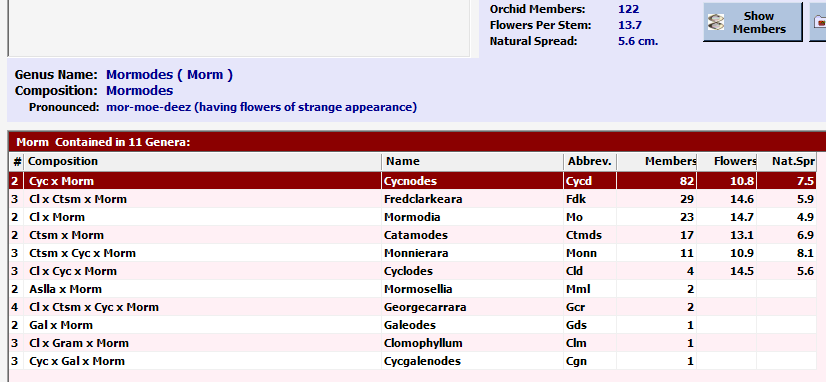 Orchid Members: 122
Flowers Per Stem: 13.7
Natural Spread: 5.6 cm.
Show Members
Genus Name: Mormodes ( Morm )
Composition: Mormodes
Pronounced: mor-moe-deez (having flowers of strange appearance)
Morm Contained in 11 Genera:
# Composition Name Abbrev. Members Flowers Nat.Spr
2 Cyc x Morm Cycnodes Cycd 82 10.8 7.5
3 Cl x Ctsm x Morm Fredclarkeara Fdk 29 14.6 5.9
2 Cl x Morm Mormodia Mo 23 14.7 4.9
2 Ctsm x Morm Catamodes Ctmds 17 13.1 6.9
3 Ctsm x Cyc x Morm Monnierara Monn 11 10.9 8.1
3 Cl x Cyc x Morm Cyclodes Cld 4 14.5 5.6
2 Aslla x Morm Mormosellia Mml 2
4 Cl x Ctsm x Cyc x Morm Georgecarrara Gcr 2
2 Gal x Morm Galeodes Gds 1
3 Cl x Gram x Morm Clomophyllum Clm 1
3 Cyc x Gal x Morm Cycgalenodes Cgn 1